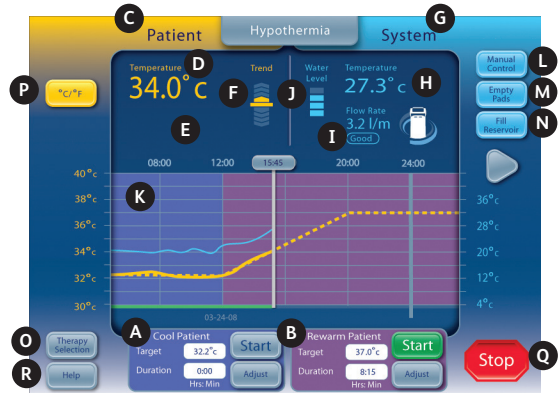 C
G
Patient
Hypothermia
System
Temperature
D
34.0°c
Trend
F
E
Water
Level
J
Temperature
27.3°c
H
Flow Rate
3.2 l/m
Good
I
P
°C/°F
Manual
Control
L
Empty
Pads
M
Fill
Reservoir
N
08:00
12:00
15:45
20:00
24:00
K
40°c
38°c
36°c
34°c
32°c
30°c
36°c
28°c
20°c
12°c
4°c
03-24-08
O
Therapy
Selection
R
Help
A
Cool Patient
Target
32.2°c
Start
Duration
0:00
Adjust
Hrs: Min
B
Rewarm Patient
Target
37.0°c
Start
Duration
8:15
Adjust
Hrs: Min
Stop
Q